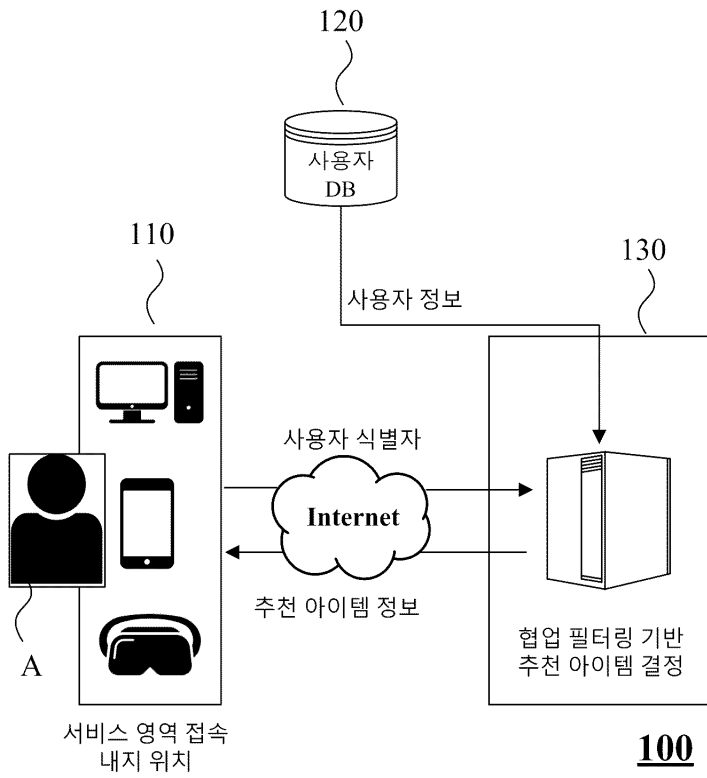 120
사용자
DB
110
130
사용자 정보
사용자 식별자
Internet
추천 아이템 정보
A
협업 필터링 기반
추천 아이템 결정
서비스 영역 접속
내지 위치
100